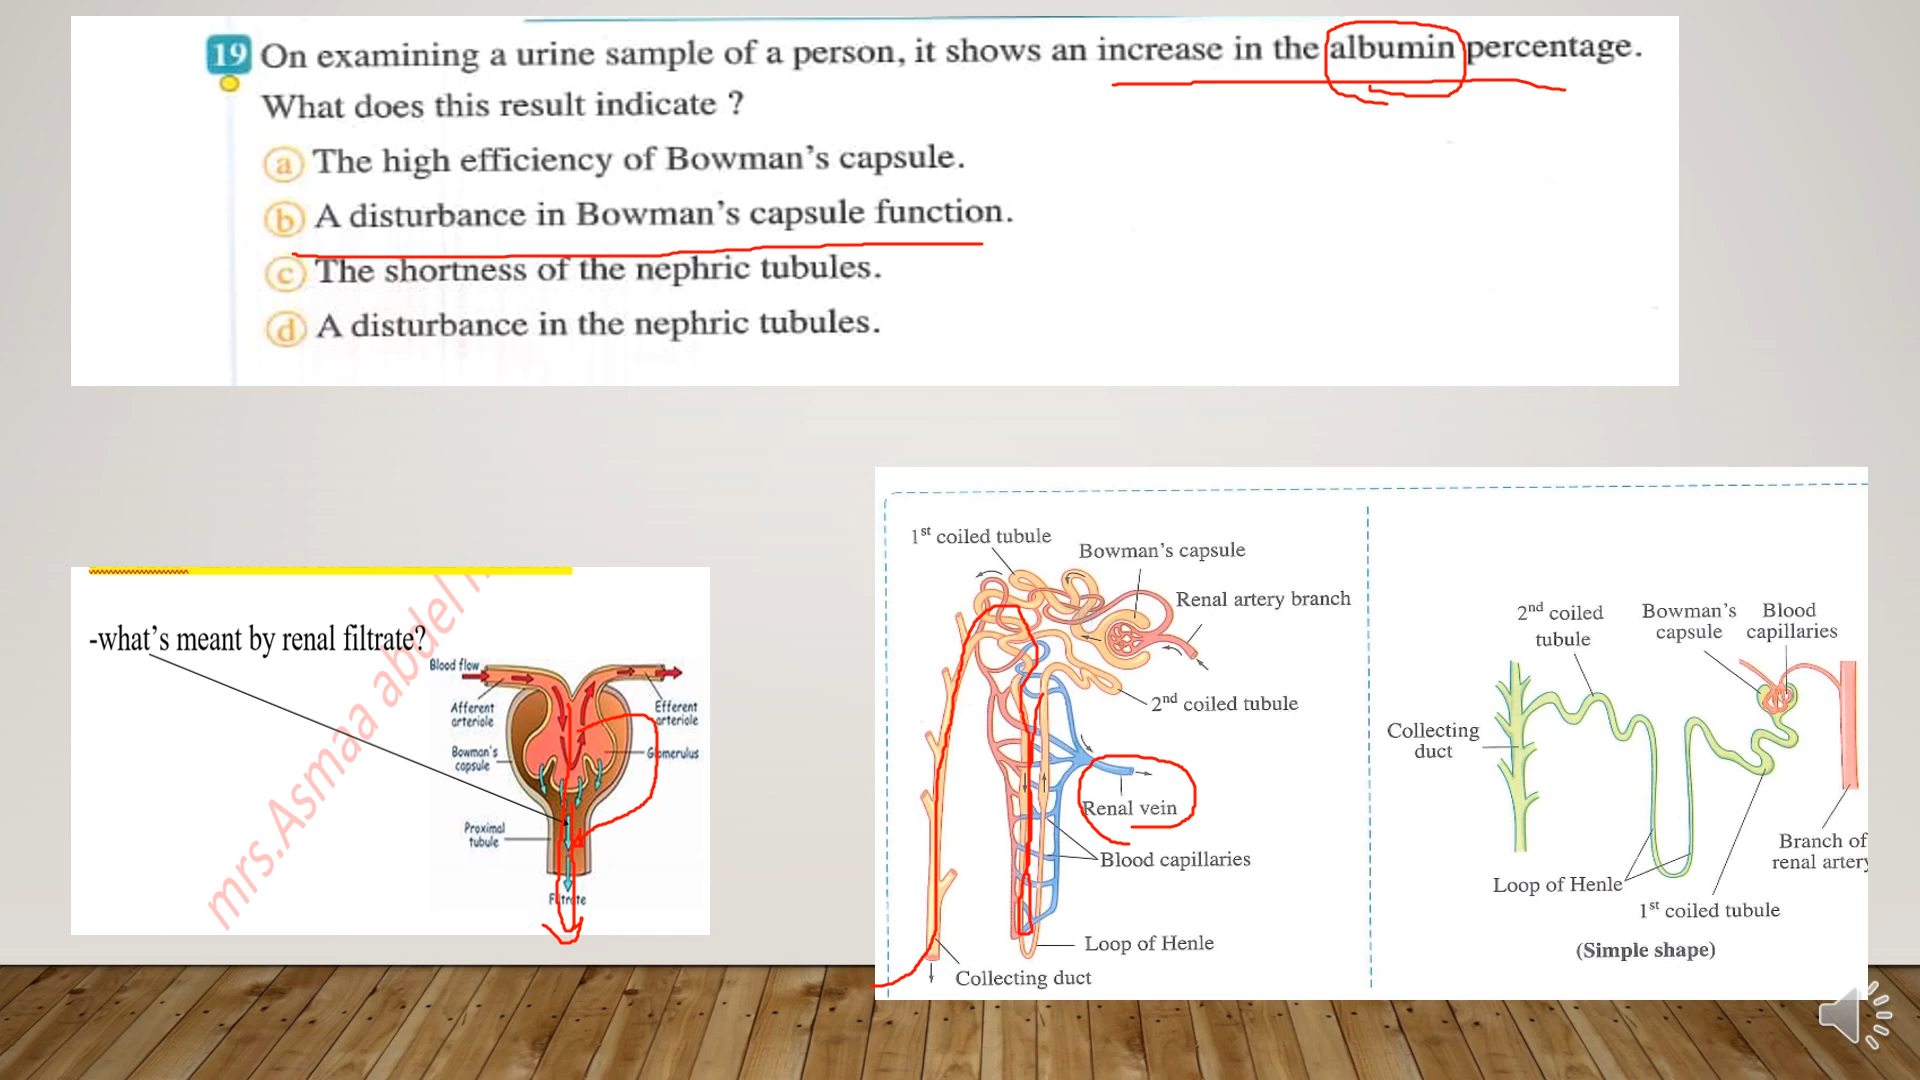 19 On examining a urine sample of a person, it shows an increase in the albumin percentage.
What does this result indicate ?
a The high efficiency of Bowman's capsule.
b A disturbance in Bowman's capsule function.
c The shortness of the nephric tubules.
d A disturbance in the nephric tubules.
-what's meant by renal filtrate?
mrs.Asmaa abdel
Blood flow
Afferent
arteriole
Efferent
arteriole
Bowman's
capsule
Glomerulus
Proximal
tubule
Filtrate
1st coiled tubule
Bowman's capsule
Renal artery branch
2nd coiled tubule
Renal vein
Blood capillaries
Loop of Henle
Collecting duct
2nd coiled
tubule
Bowman's
capsule
Blood
capillaries
Collecting
duct
Branch of
renal artery
Loop of Henle
1st coiled tubule
(Simple shape)